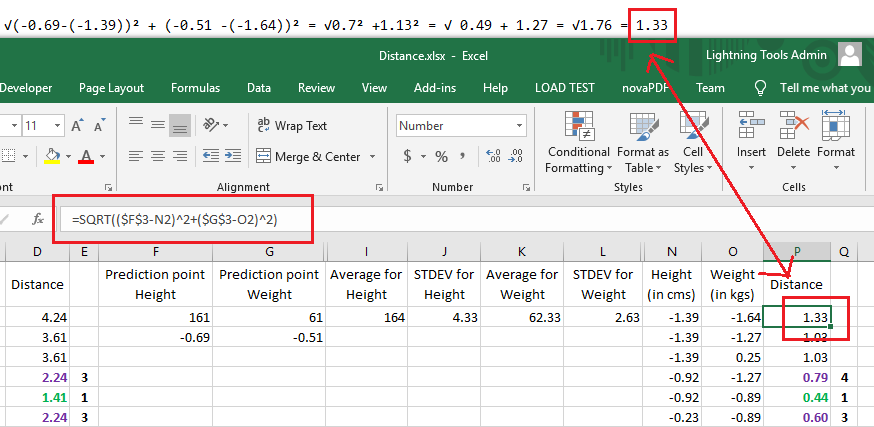 √(-0.69-(-1.39))² + (-0.51 -(-1.64))² = √0.7² +1.13² = √ 0.49 + 1.27 = √1.76 = 1.33
Distance.xlsx - Excel
Lightning Tools Admin
Developer Page Layout Formulas Data Review View Add-ins Help LOAD TEST novaPDF Team Tell me what you
11 A A ab Wrap Text Number Conditional Formatting Format as Table Cell Styles Insert Delete Format
A Merge & Center $ % , .00 .00
Alignment Number Styles Cells
fx =SQRT(($F$3-N2)^2+($G$3-O2)^2)
D E F G I J K L N O P Q
Distance Prediction point Height Prediction point Weight Average for Height STDEV for Height Average for Weight STDEV for Weight Height (in cms) Weight (in kgs) Distance
4.24 161 61 164 4.33 62.33 2.63 -1.39 -1.64 1.33
3.61 -0.69 -0.51 -1.39 -1.27 1.03
3.61 -1.39 0.25 1.03
2.24 3 -0.92 -1.27 0.79 4
1.41 1 -0.92 -0.89 0.44 1
2.24 3 -0.23 -0.89 0.60 3